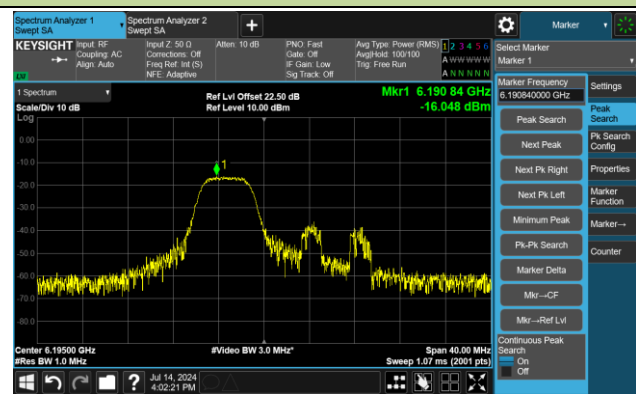 Spectrum Analyzer 1
Swept SA
Spectrum Analyzer 2
Swept SA
+
Marker
KEYSIGHT
Input: RF
Coupling: AC
Align: Auto
Input Z: 50 Ω
Corrections: Off
Freq Ref: Int (S)
NFE: Adaptive
Atten: 10 dB
PNO: Fast
Gate: Off
IF Gain: Low
Sig Track: Off
Avg Type: Power (RMS)
Avg|Hold: 100/100
Trig: Free Run
1 2 3 4 5 6
A W W W W W
A N N N N N
Select Marker
Marker 1
1 Spectrum
Scale/Div 10 dB
Log
Ref Lvl Offset 22.50 dB
Ref Level 10.00 dBm
Mkr1 6.190 84 GHz
-16.048 dBm
0.00
-10.0
-20.0
-30.0
-40.0
-50.0
-60.0
-70.0
-80.0
1
Center 6.19500 GHz
#Res BW 1.0 MHz
#Video BW 3.0 MHz*
Span 40.00 MHz
Sweep 1.07 ms (2001 pts)
Marker Frequency
6.190840000 GHz
Peak Search
Next Peak
Next Pk Right
Next Pk Left
Minimum Peak
Pk-Pk Search
Marker Delta
Mkr→CF
Mkr→Ref Lvl
Continuous Peak
Search
On
Off
Settings
Peak
Search
Pk Search
Config
Properties
Marker
Function
Marker→
Counter
?
Jul 14, 2024
4:02:21 PM